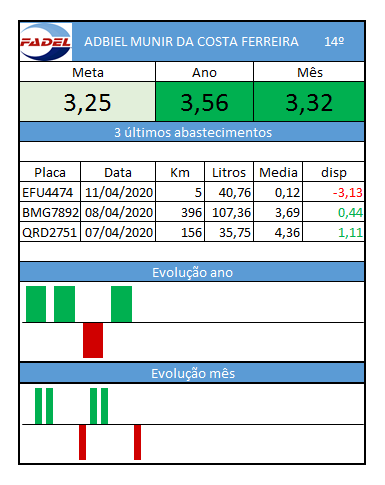 FADEL ADBIEL MUNIR DA COSTA FERREIRA 14º
Meta Ano Mês
3,25 3,56 3,32
3 últimos abastecimentos
Placa Data Km Litros Media disp
EFU4474 11/04/2020 5 40,76 0,12 -3,13
BMG7892 08/04/2020 396 107,36 3,69 0,44
QRD2751 07/04/2020 156 35,75 4,36 1,11
Evolução ano
Evolução mês